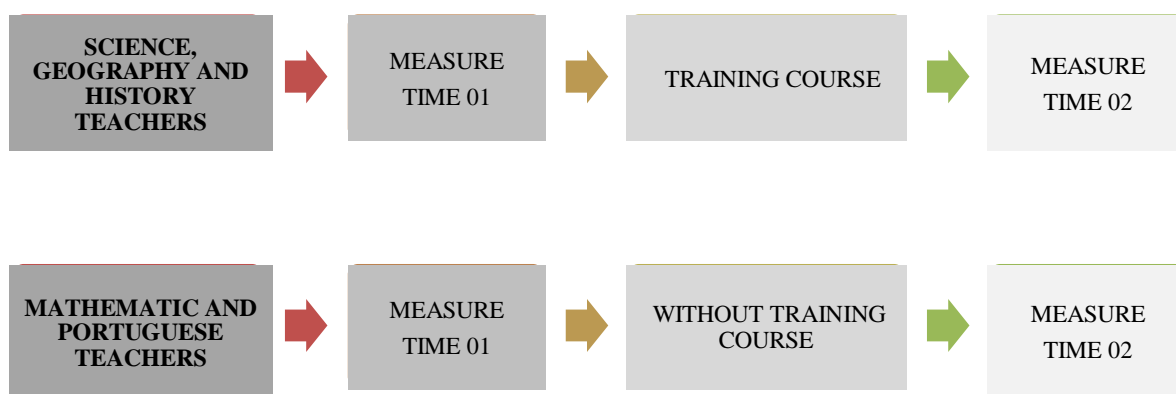 SCIENCE,
GEOGRAPHY AND
HISTORY
TEACHERS
MEASURE
TIME 01
TRAINING COURSE
MEASURE
TIME 02
MATHEMATIC AND
PORTUGUESE
TEACHERS
MEASURE
TIME 01
WITHOUT TRAINING
COURSE
MEASURE
TIME 02